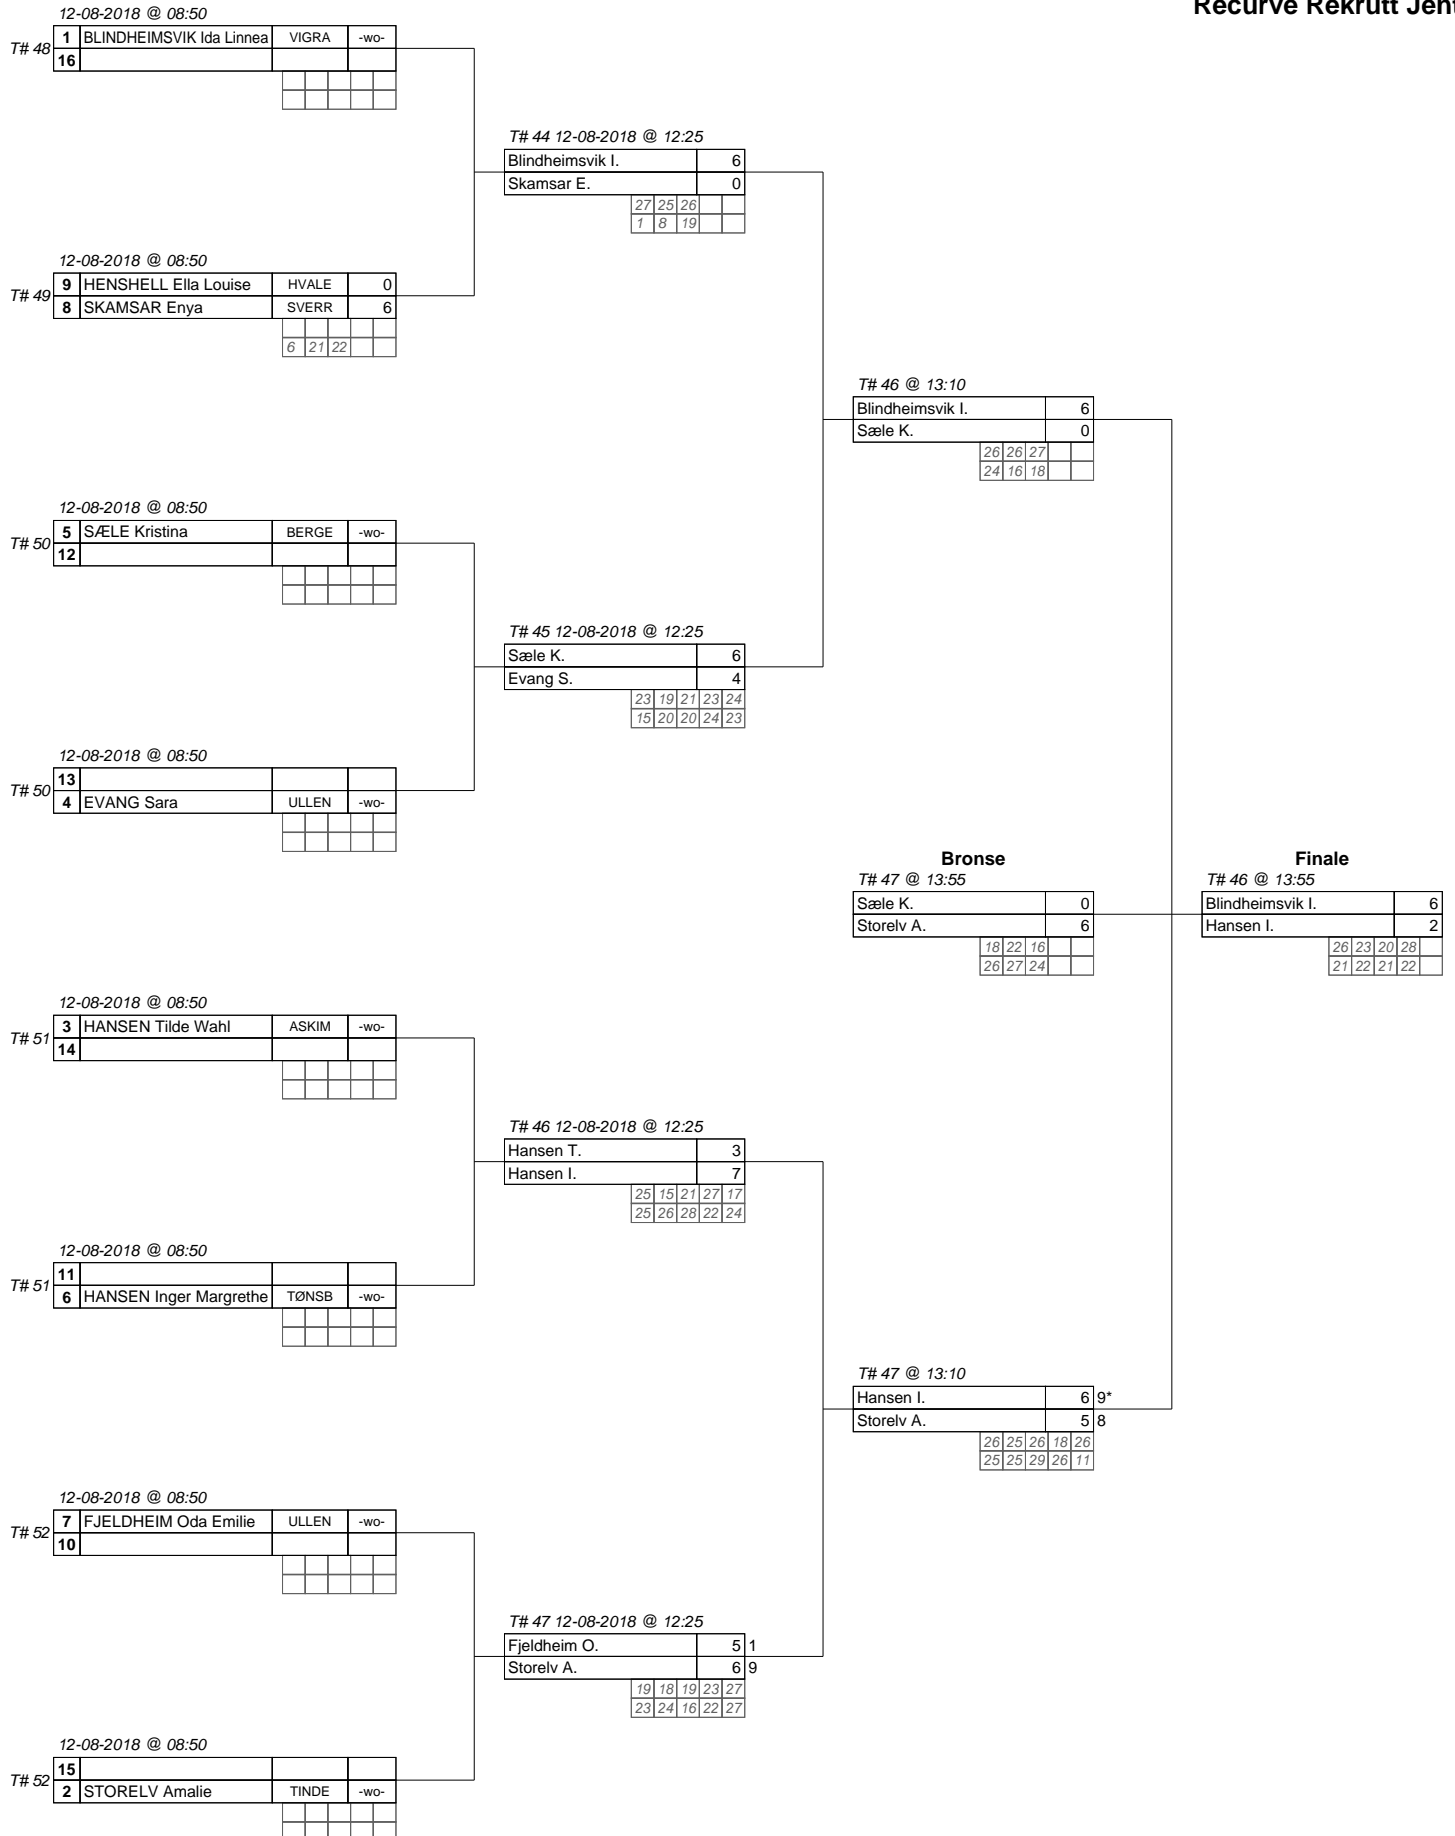 Recurve Rekrutt Jent
12-08-2018 @ 08:50
T# 48
1 BLINDHEIMSVIK Ida Linnea VIGRA -wo-
16
T# 44 12-08-2018 @ 12:25
Blindheimsvik I. 6
Skamsar E. 0
27 25 26
1 8 19
12-08-2018 @ 08:50
T# 49
9 HENSHELL Ella Louise HVALE 0
8 SKAMSAR Enya SVERR 6
6 21 22
T# 46 @ 13:10
Blindheimsvik I. 6
Sæle K. 0
26 26 27
24 16 18
12-08-2018 @ 08:50
T# 50
5 SÆLE Kristina BERGE -wo-
12
T# 45 12-08-2018 @ 12:25
Sæle K. 6
Evang S. 4
23 19 21 23 24
15 20 20 24 23
12-08-2018 @ 08:50
T# 50
13
4 EVANG Sara ULLEN -wo-
Bronse
T# 47 @ 13:55
Sæle K. 0
Storelv A. 6
18 22 16
26 27 24
Finale
T# 46 @ 13:55
Blindheimsvik I. 6
Hansen I. 2
26 23 20 28
21 22 21 22
12-08-2018 @ 08:50
T# 51
3 HANSEN Tilde Wahl ASKIM -wo-
14
T# 46 12-08-2018 @ 12:25
Hansen T. 3
Hansen I. 7
25 15 21 27 17
25 26 28 22 24
12-08-2018 @ 08:50
T# 51
11
6 HANSEN Inger Margrethe TØNSB -wo-
T# 47 @ 13:10
Hansen I. 6 9*
Storelv A. 5 8
26 25 26 18 26
25 25 29 26 11
12-08-2018 @ 08:50
T# 52
7 FJELDHEIM Oda Emilie ULLEN -wo-
10
T# 47 12-08-2018 @ 12:25
Fjeldheim O. 5 1
Storelv A. 6 9
19 18 19 23 27
23 24 16 22 27
12-08-2018 @ 08:50
T# 52
15
2 STORELV Amalie TINDE -wo-